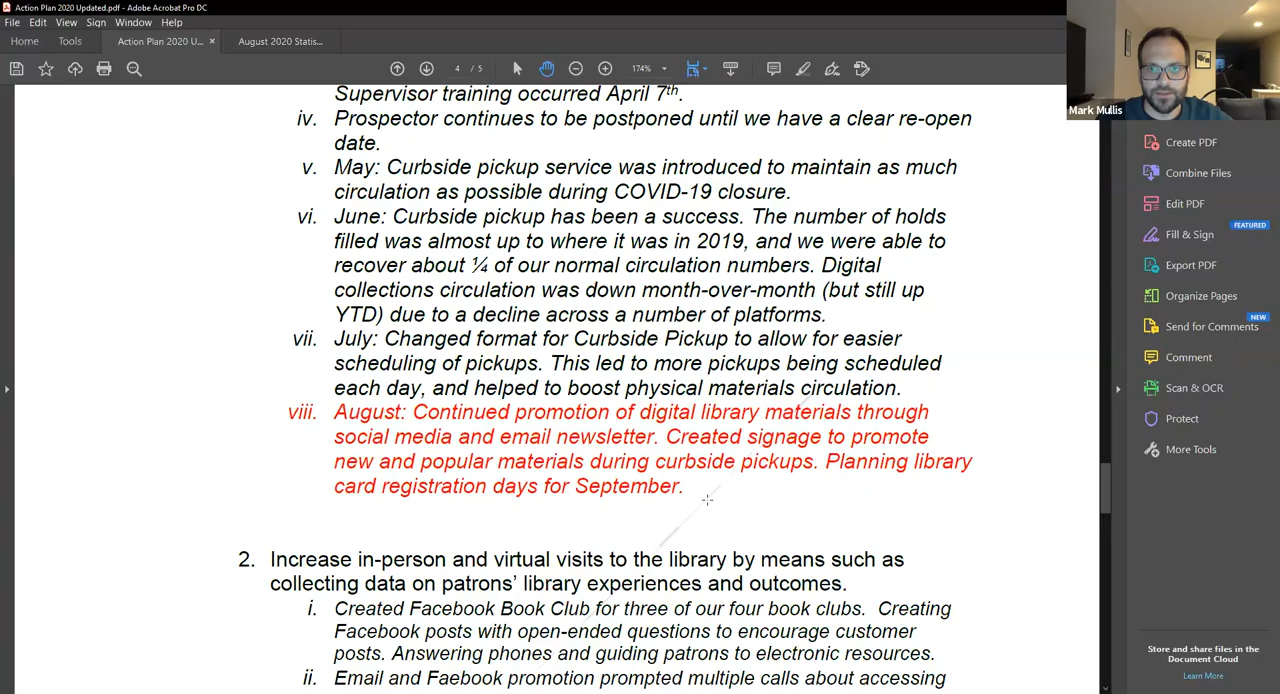 Action Plan 2020 Updated.pdf - Adobe Acrobat Pro DC
File Edit View Sign Window Help
Home Tools Action Plan 2020 U... × August 2020 Statis...
4 / 5 174%
Mark Mullis
Supervisor training occurred April 7th.
iv. Prospector continues to be postponed until we have a clear re-open
date.
v. May: Curbside pickup service was introduced to maintain as much
circulation as possible during COVID-19 closure.
vi. June: Curbside pickup has been a success. The number of holds
filled was almost up to where it was in 2019, and we were able to
recover about ¼ of our normal circulation numbers. Digital
collections circulation was down month-over-month (but still up
YTD) due to a decline across a number of platforms.
vii. July: Changed format for Curbside Pickup to allow for easier
scheduling of pickups. This led to more pickups being scheduled
each day, and helped to boost physical materials circulation.
viii. August: Continued promotion of digital library materials through
social media and email newsletter. Created signage to promote
new and popular materials during curbside pickups. Planning library
card registration days for September.
2. Increase in-person and virtual visits to the library by means such as
collecting data on patrons' library experiences and outcomes.
i. Created Facebook Book Club for three of our four book clubs. Creating
Facebook posts with open-ended questions to encourage customer
posts. Answering phones and guiding patrons to electronic resources.
ii. Email and Faebook promotion prompted multiple calls about accessing
Create PDF
Combine Files
Edit PDF
FEATURED
Fill & Sign
Export PDF
Organize Pages
NEW
Send for Comments
Comment
Scan & OCR
Protect
More Tools
Store and share files in the
Document Cloud
Learn More